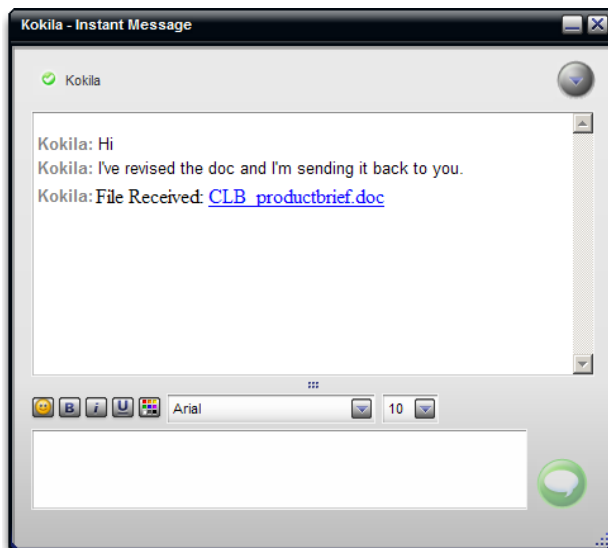 Kokila - Instant Message
Kokila
Kokila: Hi
Kokila: I've revised the doc and I'm sending it back to you.
Kokila: File Received: CLB_productbrief.doc
B i U Arial 10